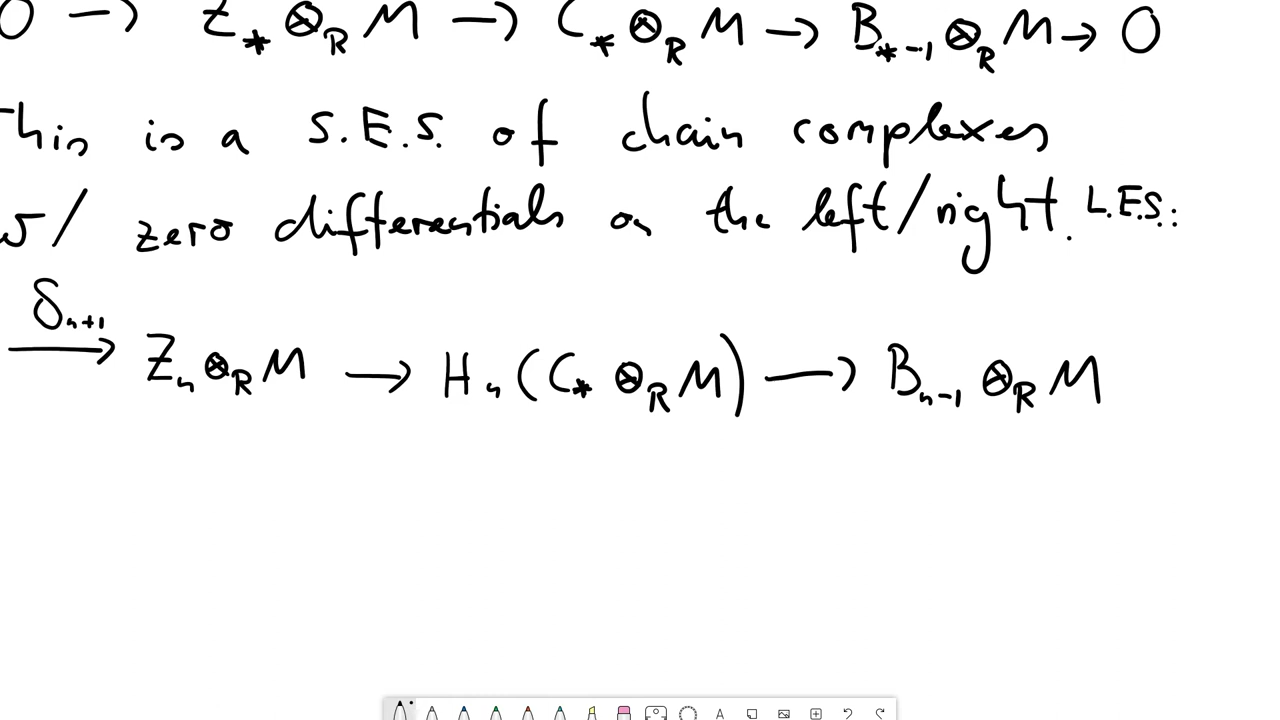 0 → Z_* ⊗_R M → C_* ⊗_R M → B_{*-1} ⊗_R M → 0
This is a S.E.S. of chain complexes
w/ zero differentials on the left/right. L.E.S.:
δ_{n+1} → Z_n ⊗_R M → H_n(C_* ⊗_R M) → B_{n-1} ⊗_R M